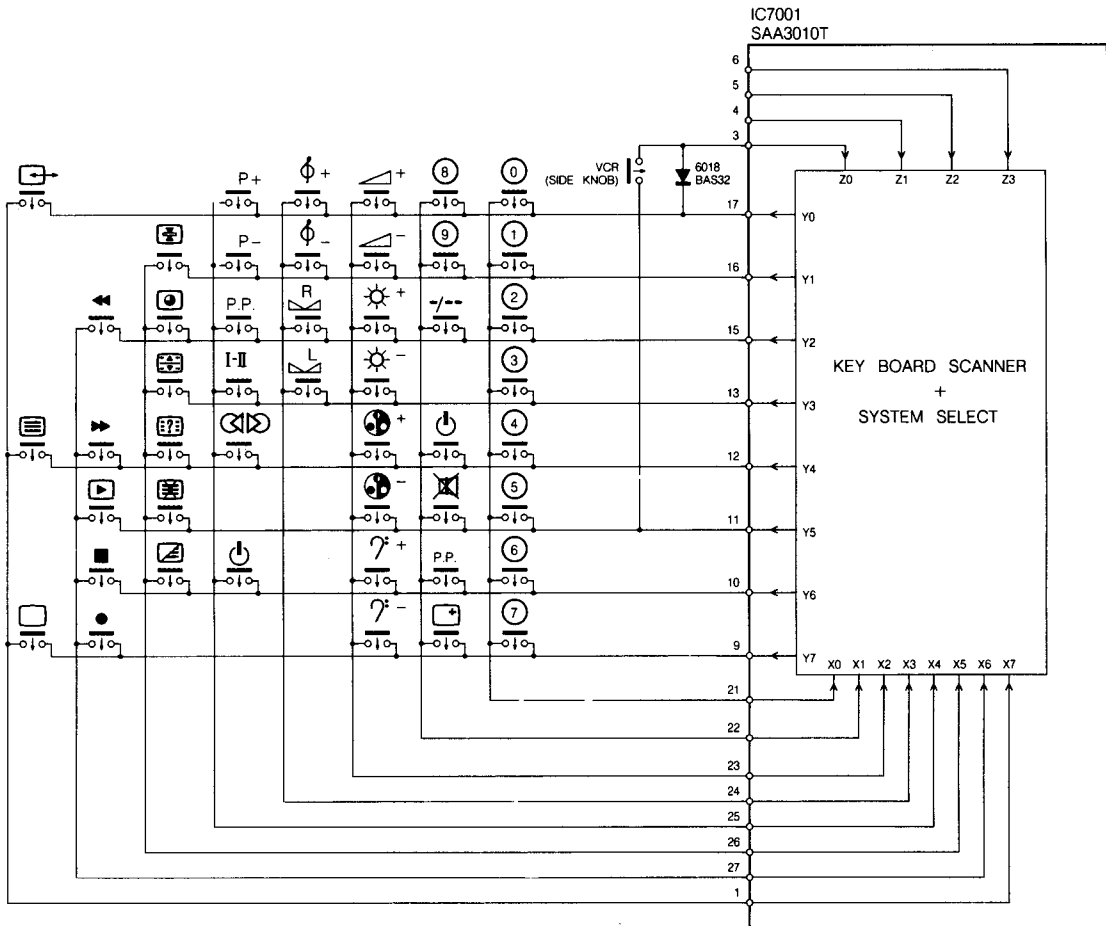 IC7001
SAA3010T
6
5
4
3
VCR
(SIDE KNOB)
6018
BAS32
Z0 Z1 Z2 Z3
P+ + + 8 0
17 Y0
P- - - 9 1
16 Y1
P.P. R + -/-- 2
15 Y2
I-II L - 3
13 Y3
KEY BOARD SCANNER
+
SYSTEM SELECT
? + 4
12 Y4
- 5
11 Y5
+ P.P. 6
10 Y6
- + 7
9 Y7
X0 X1 X2 X3 X4 X5 X6 X7
21
22
23
24
25
26
27
1